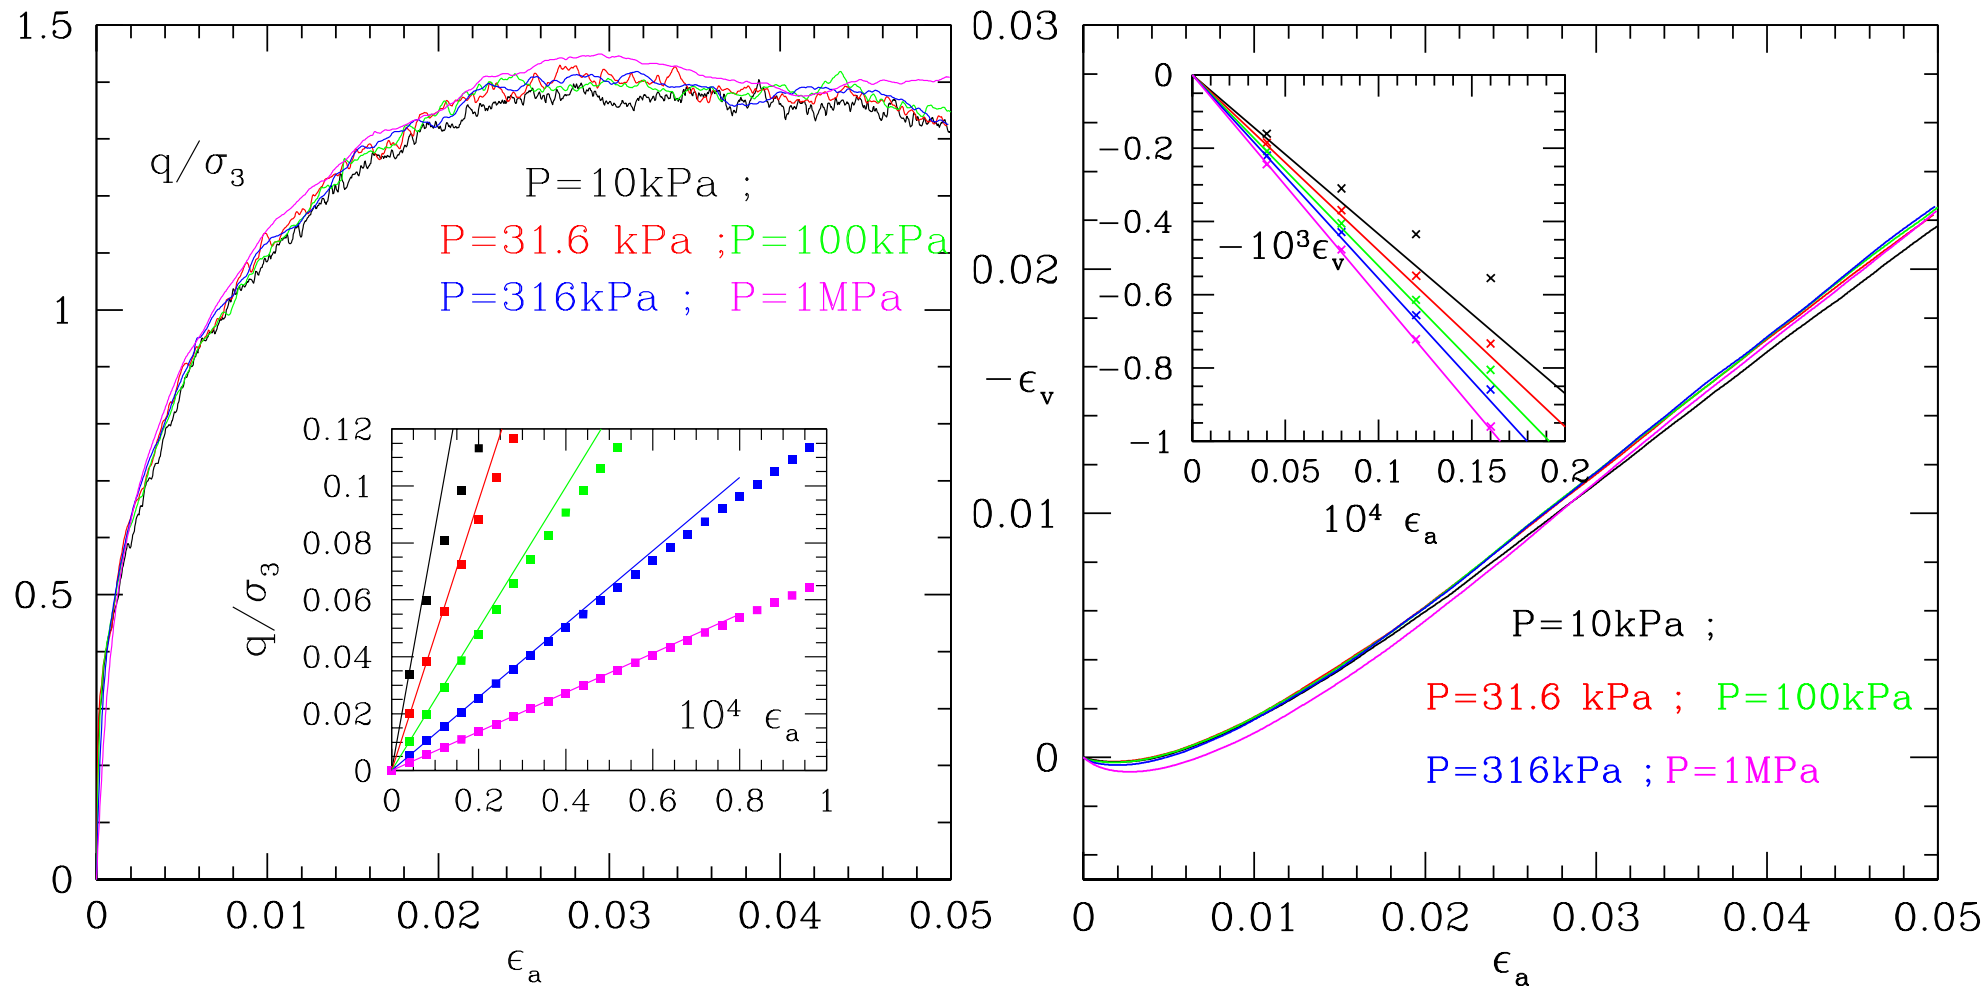 1.5
1
0.5
0
q/σ3
P=10kPa ;
P=31.6 kPa ;P=100kPa
P=316kPa ; P=1MPa
0.12
0.1
0.08
0.06
0.04
0.02
0
q/σ3
10⁴ ϵa
0 0.2 0.4 0.6 0.8 1
0 0.01 0.02 0.03 0.04 0.05
ϵa
0.03
0.02
0.01
0
−ϵv
0
−0.2
−0.4
−0.6
−0.8
−1
−10³ϵv
0 0.05 0.1 0.15 0.2
10⁴ ϵa
P=10kPa ;
P=31.6 kPa ; P=100kPa
P=316kPa ; P=1MPa
0 0.01 0.02 0.03 0.04 0.05
ϵa